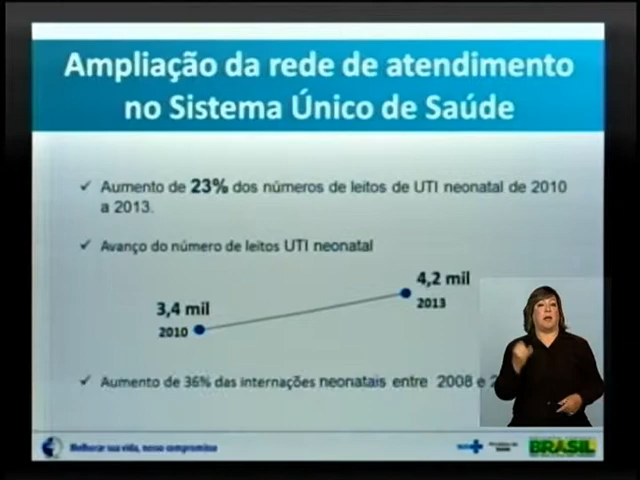 Ampliação da rede de atendimento
no Sistema Único de Saúde
✓ Aumento de 23% dos números de leitos de UTI neonatal de 2010
a 2013.
✓ Avanço do número de leitos UTI neonatal
4,2 mil
2013
3,4 mil
2010
✓ Aumento de 36% das internações neonatais entre 2008 e 2
Melhorar sua vida, nosso compromisso
BRASIL